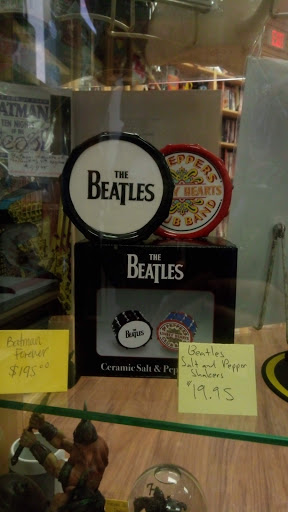 BATMAN
THE
BEATLES
PEPPERS
HEARTS
B BAND
THE
BEATLES
THE
BEATLES
Ceramic Salt & Pep
Batman
Forever
$195.00
Beatles
Salt and Pepper
Shakers
$19.95